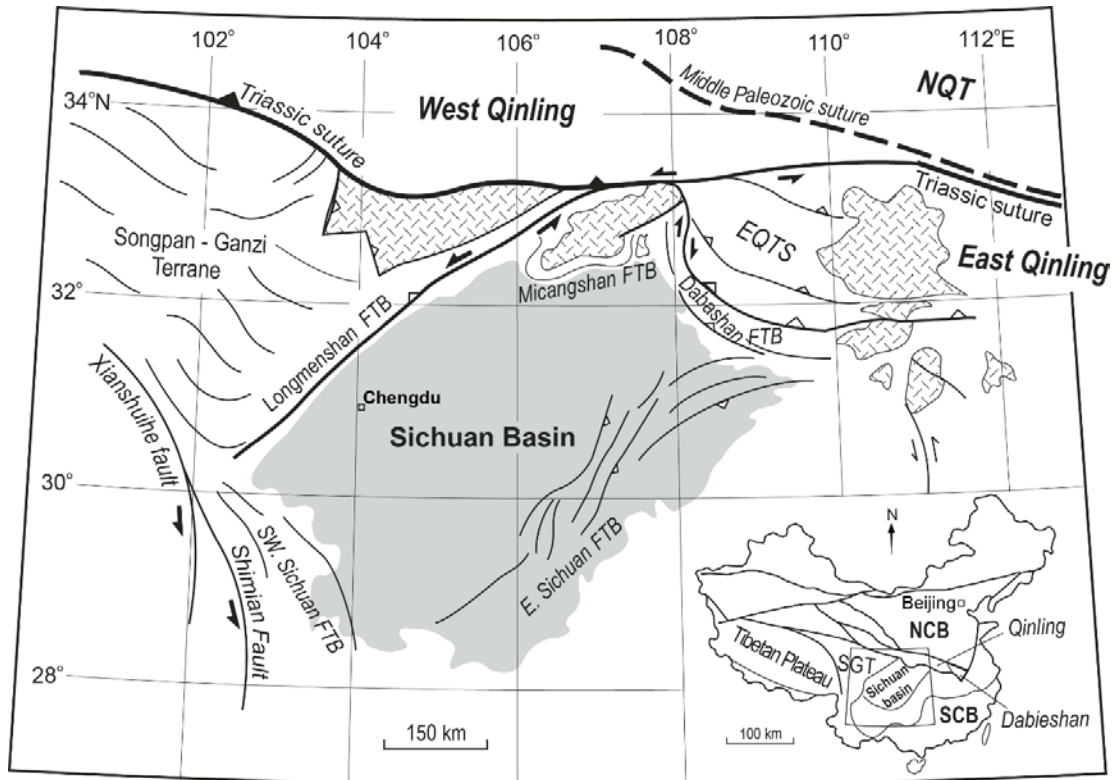 102°
104°
106°
108°
110°
112°E
34°N
32°
30°
28°
Triassic suture
West Qinling
Middle Paleozoic suture
NQT
Triassic suture
Songpan - Ganzi
Terrane
EQTS
East Qinling
Micangshan FTB
Dabashan FTB
Longmenshan FTB
Xianshuihe fault
Chengdu
Sichuan Basin
SW. Sichuan FTB
Shimian Fault
E. Sichuan FTB
150 km
N
Beijing
NCB
Qinling
Tibetan Plateau
SGT
Sichuan
basin
SCB
Dabieshan
100 km